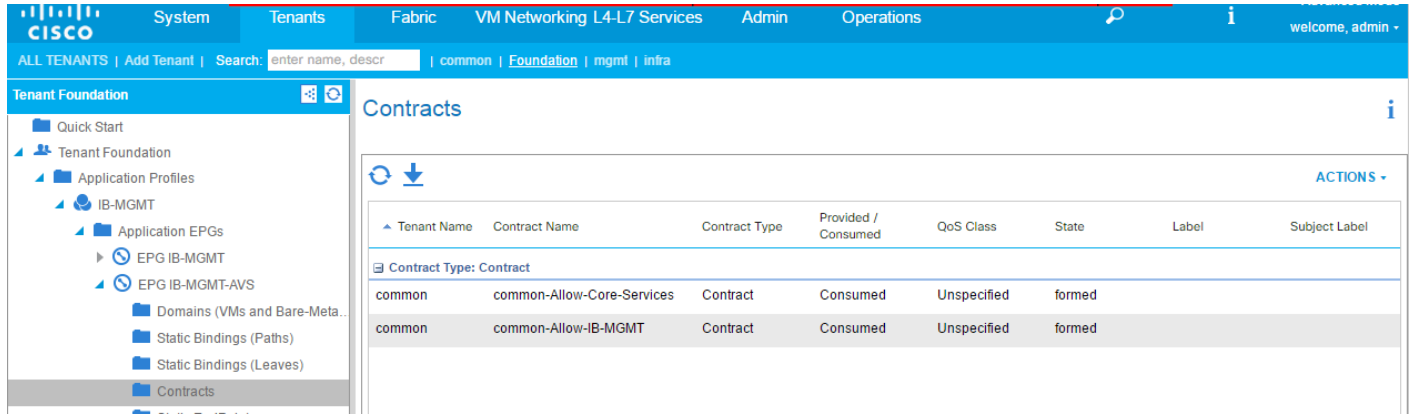 CISCO System Tenants Fabric VM Networking L4-L7 Services Admin Operations i
welcome, admin
ALL TENANTS | Add Tenant | Search: enter name, descr | common | Foundation | mgmt | infra
Tenant Foundation
Quick Start
Tenant Foundation
Application Profiles
IB-MGMT
Application EPGs
EPG IB-MGMT
EPG IB-MGMT-AVS
Domains (VMs and Bare-Meta...
Static Bindings (Paths)
Static Bindings (Leaves)
Contracts
Contracts
i
ACTIONS
Tenant Name Contract Name Contract Type Provided / Consumed QoS Class State Label Subject Label
Contract Type: Contract
common common-Allow-Core-Services Contract Consumed Unspecified formed
common common-Allow-IB-MGMT Contract Consumed Unspecified formed